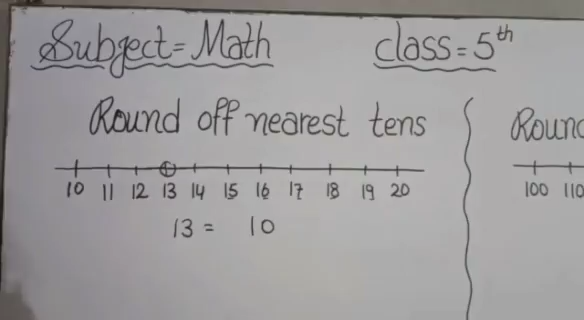 Subject = Math
class = 5th
Round off nearest tens
10 11 12 13 14 15 16 17 18 19 20
13 = 10
Round
100 110